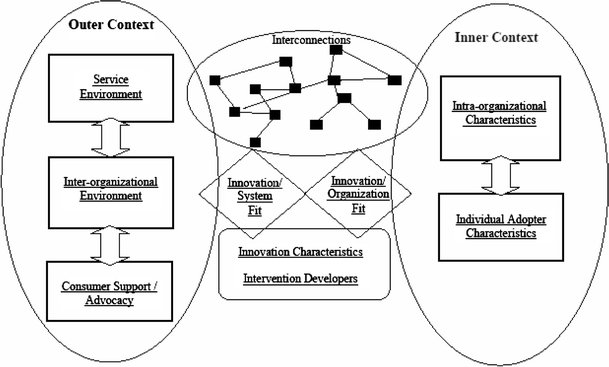 Outer Context
Service
Environment
Inter-organizational
Environment
Consumer Support /
Advocacy
Interconnections
Innovation/
System
Fit
Innovation/
Organization
Fit
Innovation Characteristics
Intervention Developers
Inner Context
Intra-organizational
Characteristics
Individual Adopter
Characteristics